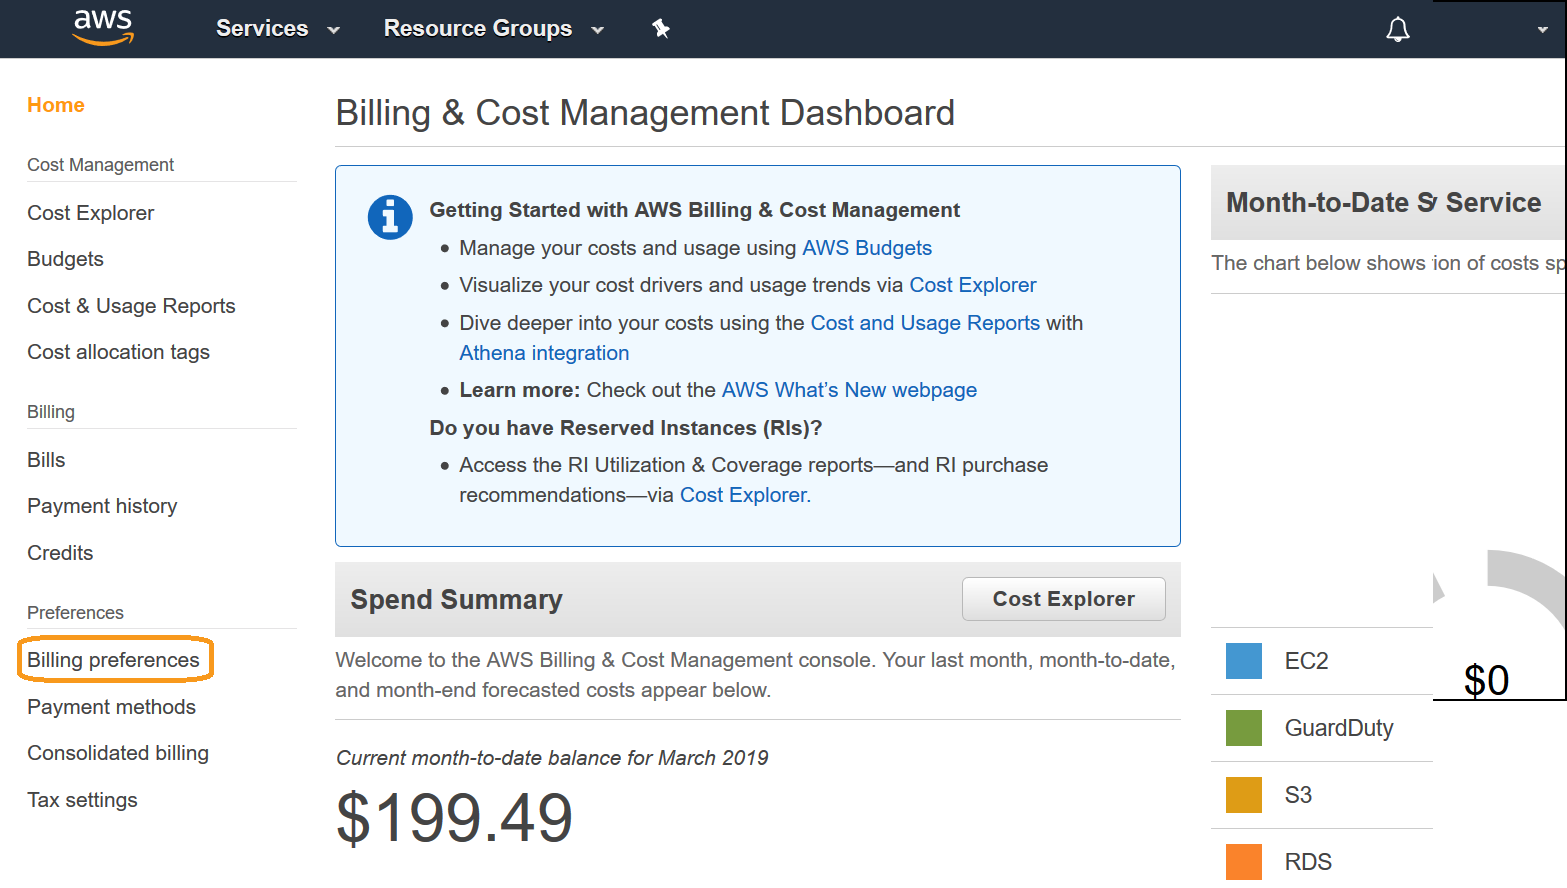 aws
Services
Resource Groups
Home
Cost Management
Cost Explorer
Budgets
Cost & Usage Reports
Cost allocation tags
Billing
Bills
Payment history
Credits
Preferences
Billing preferences
Payment methods
Consolidated billing
Tax settings
Billing & Cost Management Dashboard
Getting Started with AWS Billing & Cost Management
Manage your costs and usage using AWS Budgets
Visualize your cost drivers and usage trends via Cost Explorer
Dive deeper into your costs using the Cost and Usage Reports with
Athena integration
Learn more: Check out the AWS What's New webpage
Do you have Reserved Instances (RIs)?
Access the RI Utilization & Coverage reports—and RI purchase
recommendations—via Cost Explorer.
Spend Summary
Cost Explorer
Welcome to the AWS Billing & Cost Management console. Your last month, month-to-date,
and month-end forecasted costs appear below.
Current month-to-date balance for March 2019
$199.49
Month-to-Date Service
The chart below shows ion of costs sp
$0
EC2
GuardDuty
S3
RDS